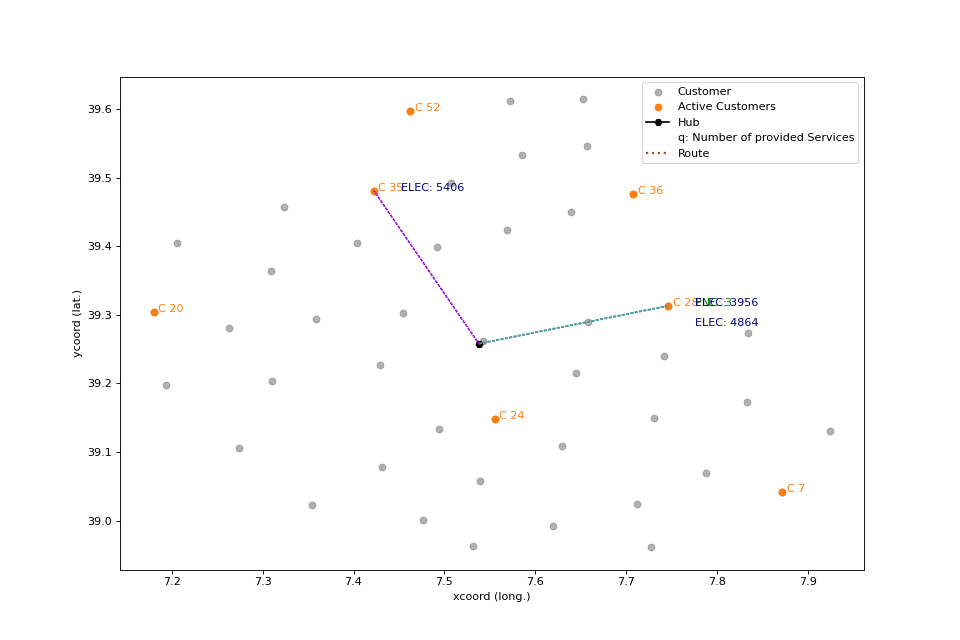 Customer
Active Customers
Hub
q: Number of provided Services
Route
C 52
C 35
ELEC: 5406
C 36
C 20
C 28
ELEC: 3956
ELEC: 4864
C 24
C 7
39.6
39.5
39.4
39.3
39.2
39.1
39.0
ycoord (lat.)
7.2 7.3 7.4 7.5 7.6 7.7 7.8 7.9
xcoord (long.)